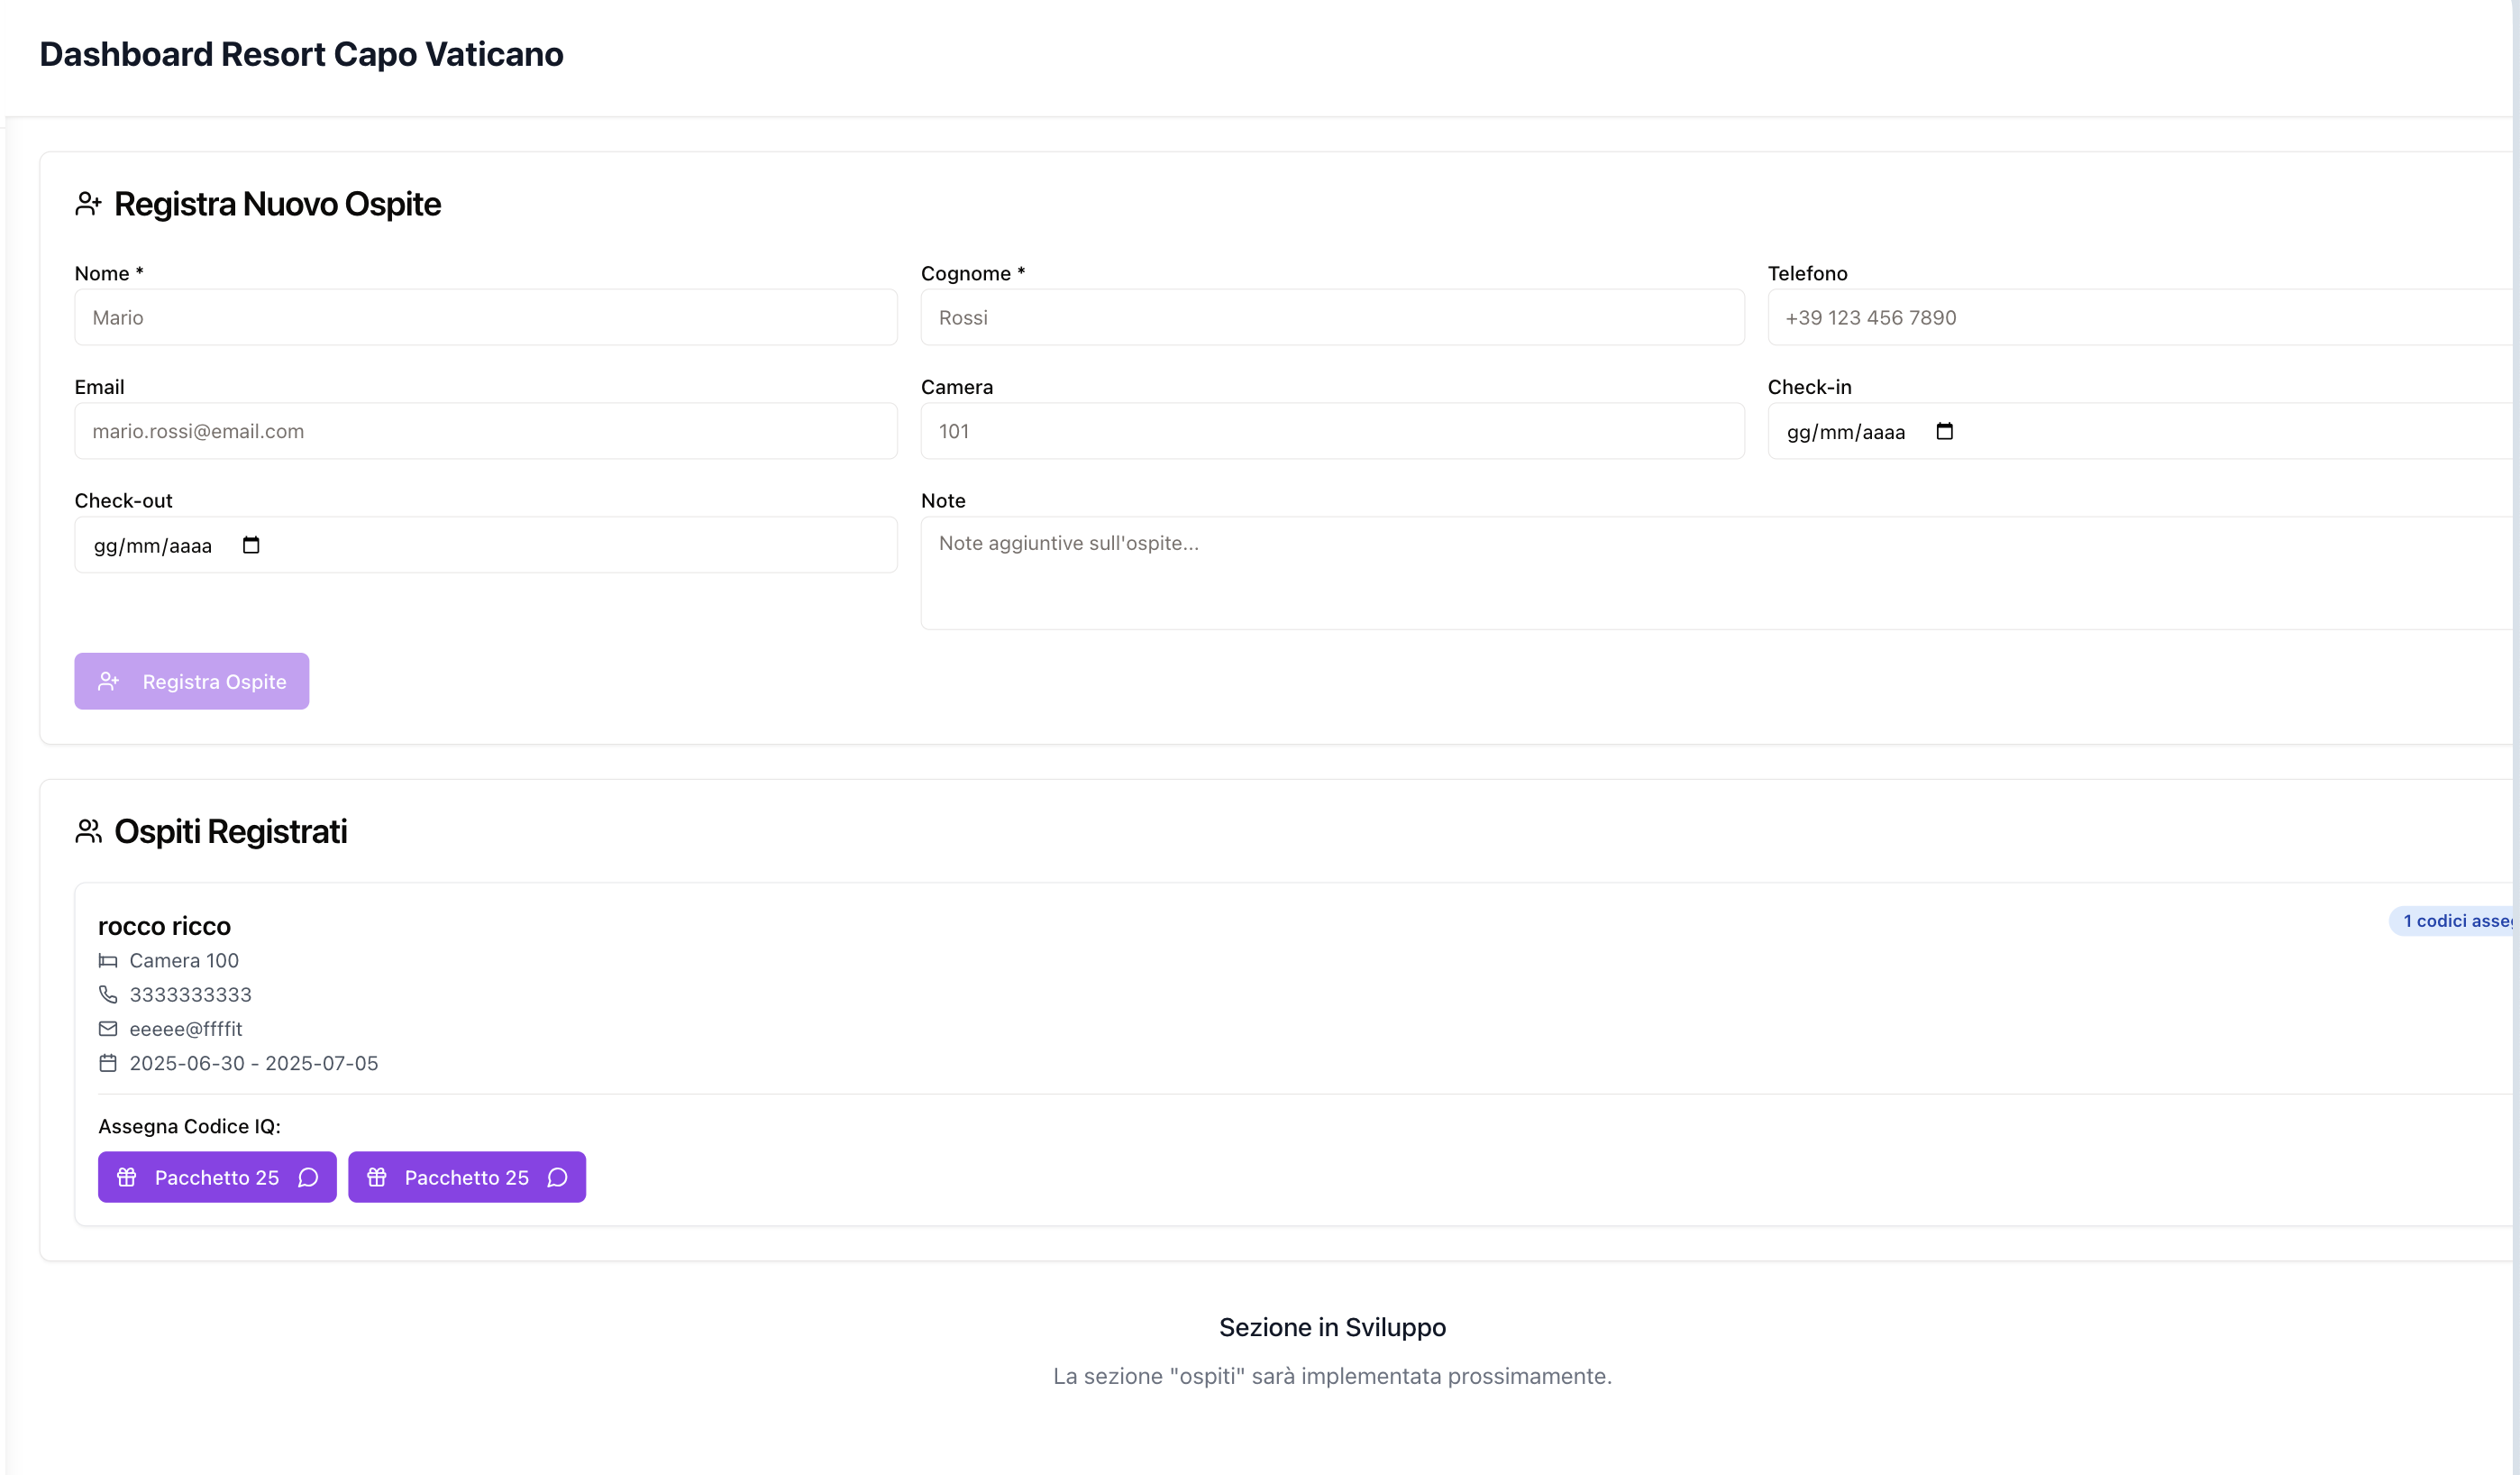 Dashboard Resort Capo Vaticano
Registra Nuovo Ospite
Nome *
Cognome *
Telefono
Mario
Rossi
+39 123 456 7890
Email
Camera
Check-in
mario.rossi@email.com
101
gg/mm/aaaa
Check-out
Note
gg/mm/aaaa
Note aggiuntive sull'ospite...
Registra Ospite
Ospiti Registrati
rocco ricco
1 codici
Camera 100
3333333333
eeeee@ffffit
2025-06-30 - 2025-07-05
Assegna Codice IQ:
Pacchetto 25
Pacchetto 25
Sezione in Sviluppo
La sezione "ospiti" sarà implementata prossimamente.